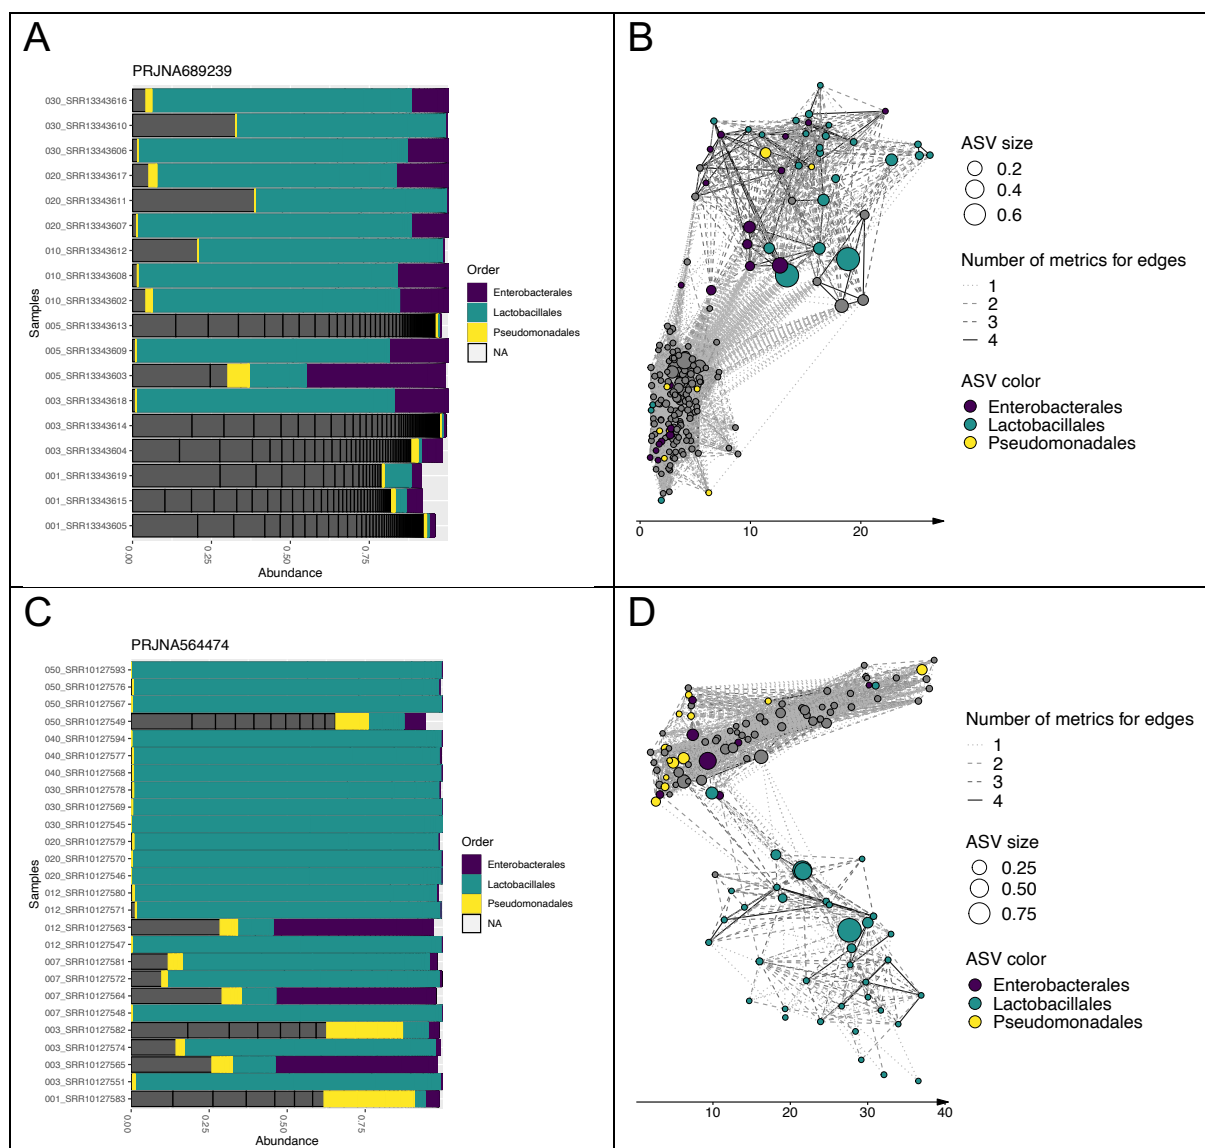 A
PRJNA689239
030_SRR13343616
030_SRR13343610
030_SRR13343606
020_SRR13343617
020_SRR13343611
020_SRR13343607
010_SRR13343612
010_SRR13343608
010_SRR13343602
005_SRR13343613
005_SRR13343609
005_SRR13343603
003_SRR13343618
003_SRR13343614
003_SRR13343604
001_SRR13343619
001_SRR13343615
001_SRR13343605
Samples
0.00
0.25
0.50
0.75
Abundance
Order
Enterobacterales
Lactobacillales
Pseudomonadales
NA
B
ASV size
0.2
0.4
0.6
Number of metrics for edges
1
2
3
4
ASV color
Enterobacterales
Lactobacillales
Pseudomonadales
0
10
20
C
PRJNA564474
050_SRR10127593
050_SRR10127576
050_SRR10127567
050_SRR10127549
040_SRR10127594
040_SRR10127577
040_SRR10127568
030_SRR10127578
030_SRR10127569
030_SRR10127545
020_SRR10127579
020_SRR10127570
020_SRR10127546
012_SRR10127580
012_SRR10127571
012_SRR10127563
012_SRR10127547
007_SRR10127581
007_SRR10127572
007_SRR10127564
007_SRR10127548
003_SRR10127582
003_SRR10127574
003_SRR10127565
003_SRR10127551
001_SRR10127583
Samples
0.00
0.25
0.50
0.75
Abundance
Order
Enterobacterales
Lactobacillales
Pseudomonadales
NA
D
Number of metrics for edges
1
2
3
4
ASV size
0.25
0.50
0.75
ASV color
Enterobacterales
Lactobacillales
Pseudomonadales
10
20
30
40